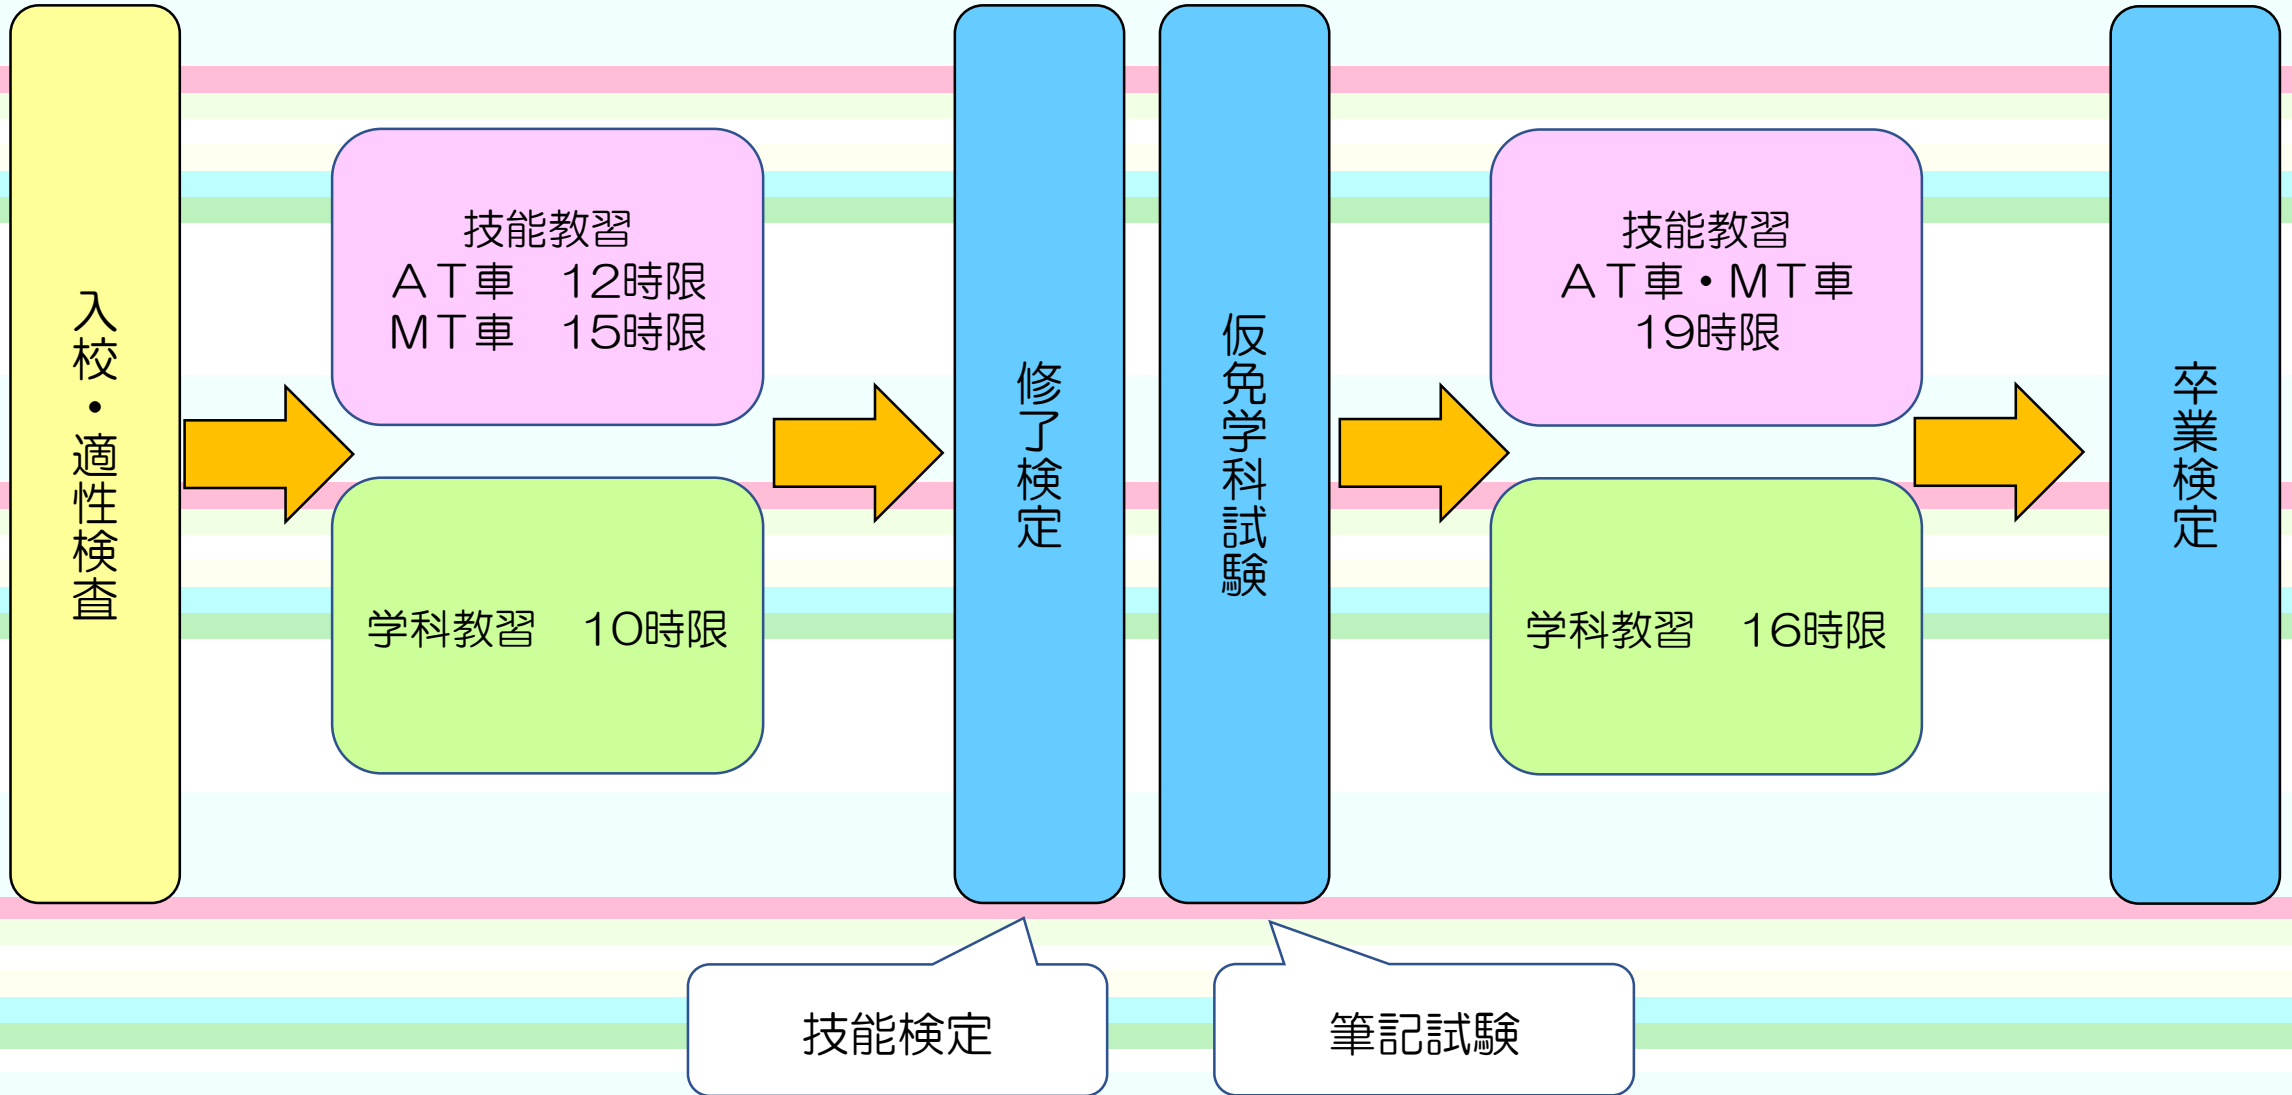 入校・適性検査
技能教習
ＡＴ車　12時限
ＭＴ車　15時限
学科教習　10時限
修了検定
仮免学科試験
技能教習
ＡＴ車・ＭＴ車
19時限
学科教習　16時限
卒業検定
技能検定
筆記試験